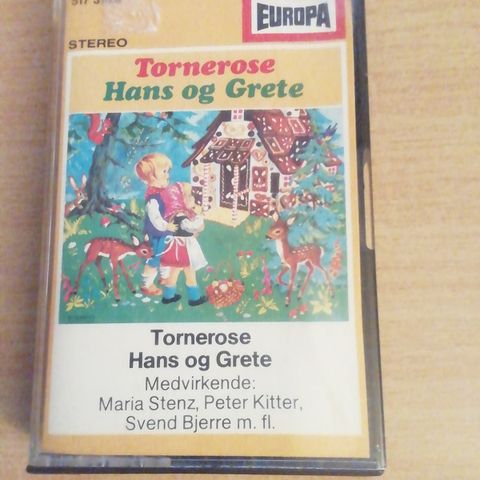 EUROPA
STEREO
Tornerose
Hans og Grete
Tornerose
Hans og Grete
Medvirkende:
Maria Stenz, Peter Kitter,
Svend Bjerre m. fl.